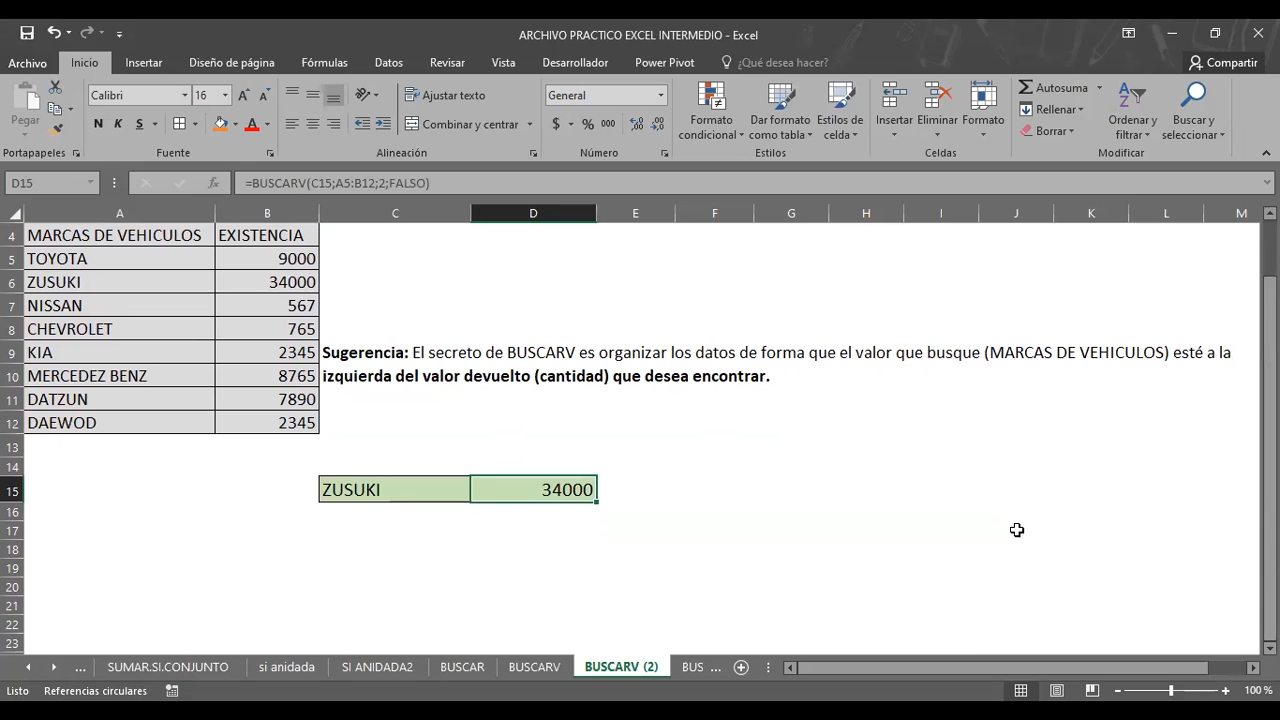 ARCHIVO PRACTICO EXCEL INTERMEDIO - Excel
Archivo Inicio Insertar Diseño de página Fórmulas Datos Revisar Vista Desarrollador Power Pivot ¿Qué desea hacer? Compartir
Pegar
Calibri 16
N K S
Ajustar texto
Combinar y centrar
General
$ % 000
Formato condicional
Dar formato como tabla
Estilos de celda
Insertar Eliminar Formato
Autosuma
Rellenar
Borrar
Ordenar y filtrar
Buscar y seleccionar
Portapapeles Fuente Alineación Número Estilos Celdas Modificar
D15 fx =BUSCARV(C15;A5:B12;2;FALSO)
A B C D E F G H I J K L M
4 MARCAS DE VEHICULOS EXISTENCIA
5 TOYOTA 9000
6 ZUSUKI 34000
7 NISSAN 567
8 CHEVROLET 765
9 KIA 2345 Sugerencia: El secreto de BUSCARV es organizar los datos de forma que el valor que busque (MARCAS DE VEHICULOS) esté a la
10 MERCEDEZ BENZ 8765 izquierda del valor devuelto (cantidad) que desea encontrar.
11 DATZUN 7890
12 DAEWOD 2345
13
14
15 ZUSUKI 34000
16
17
18
19
20
21
22
23
... SUMAR.SI.CONJUNTO si anidada SI ANIDADA2 BUSCAR BUSCARV BUSCARV (2) BUS ...
Listo Referencias circulares 100 %